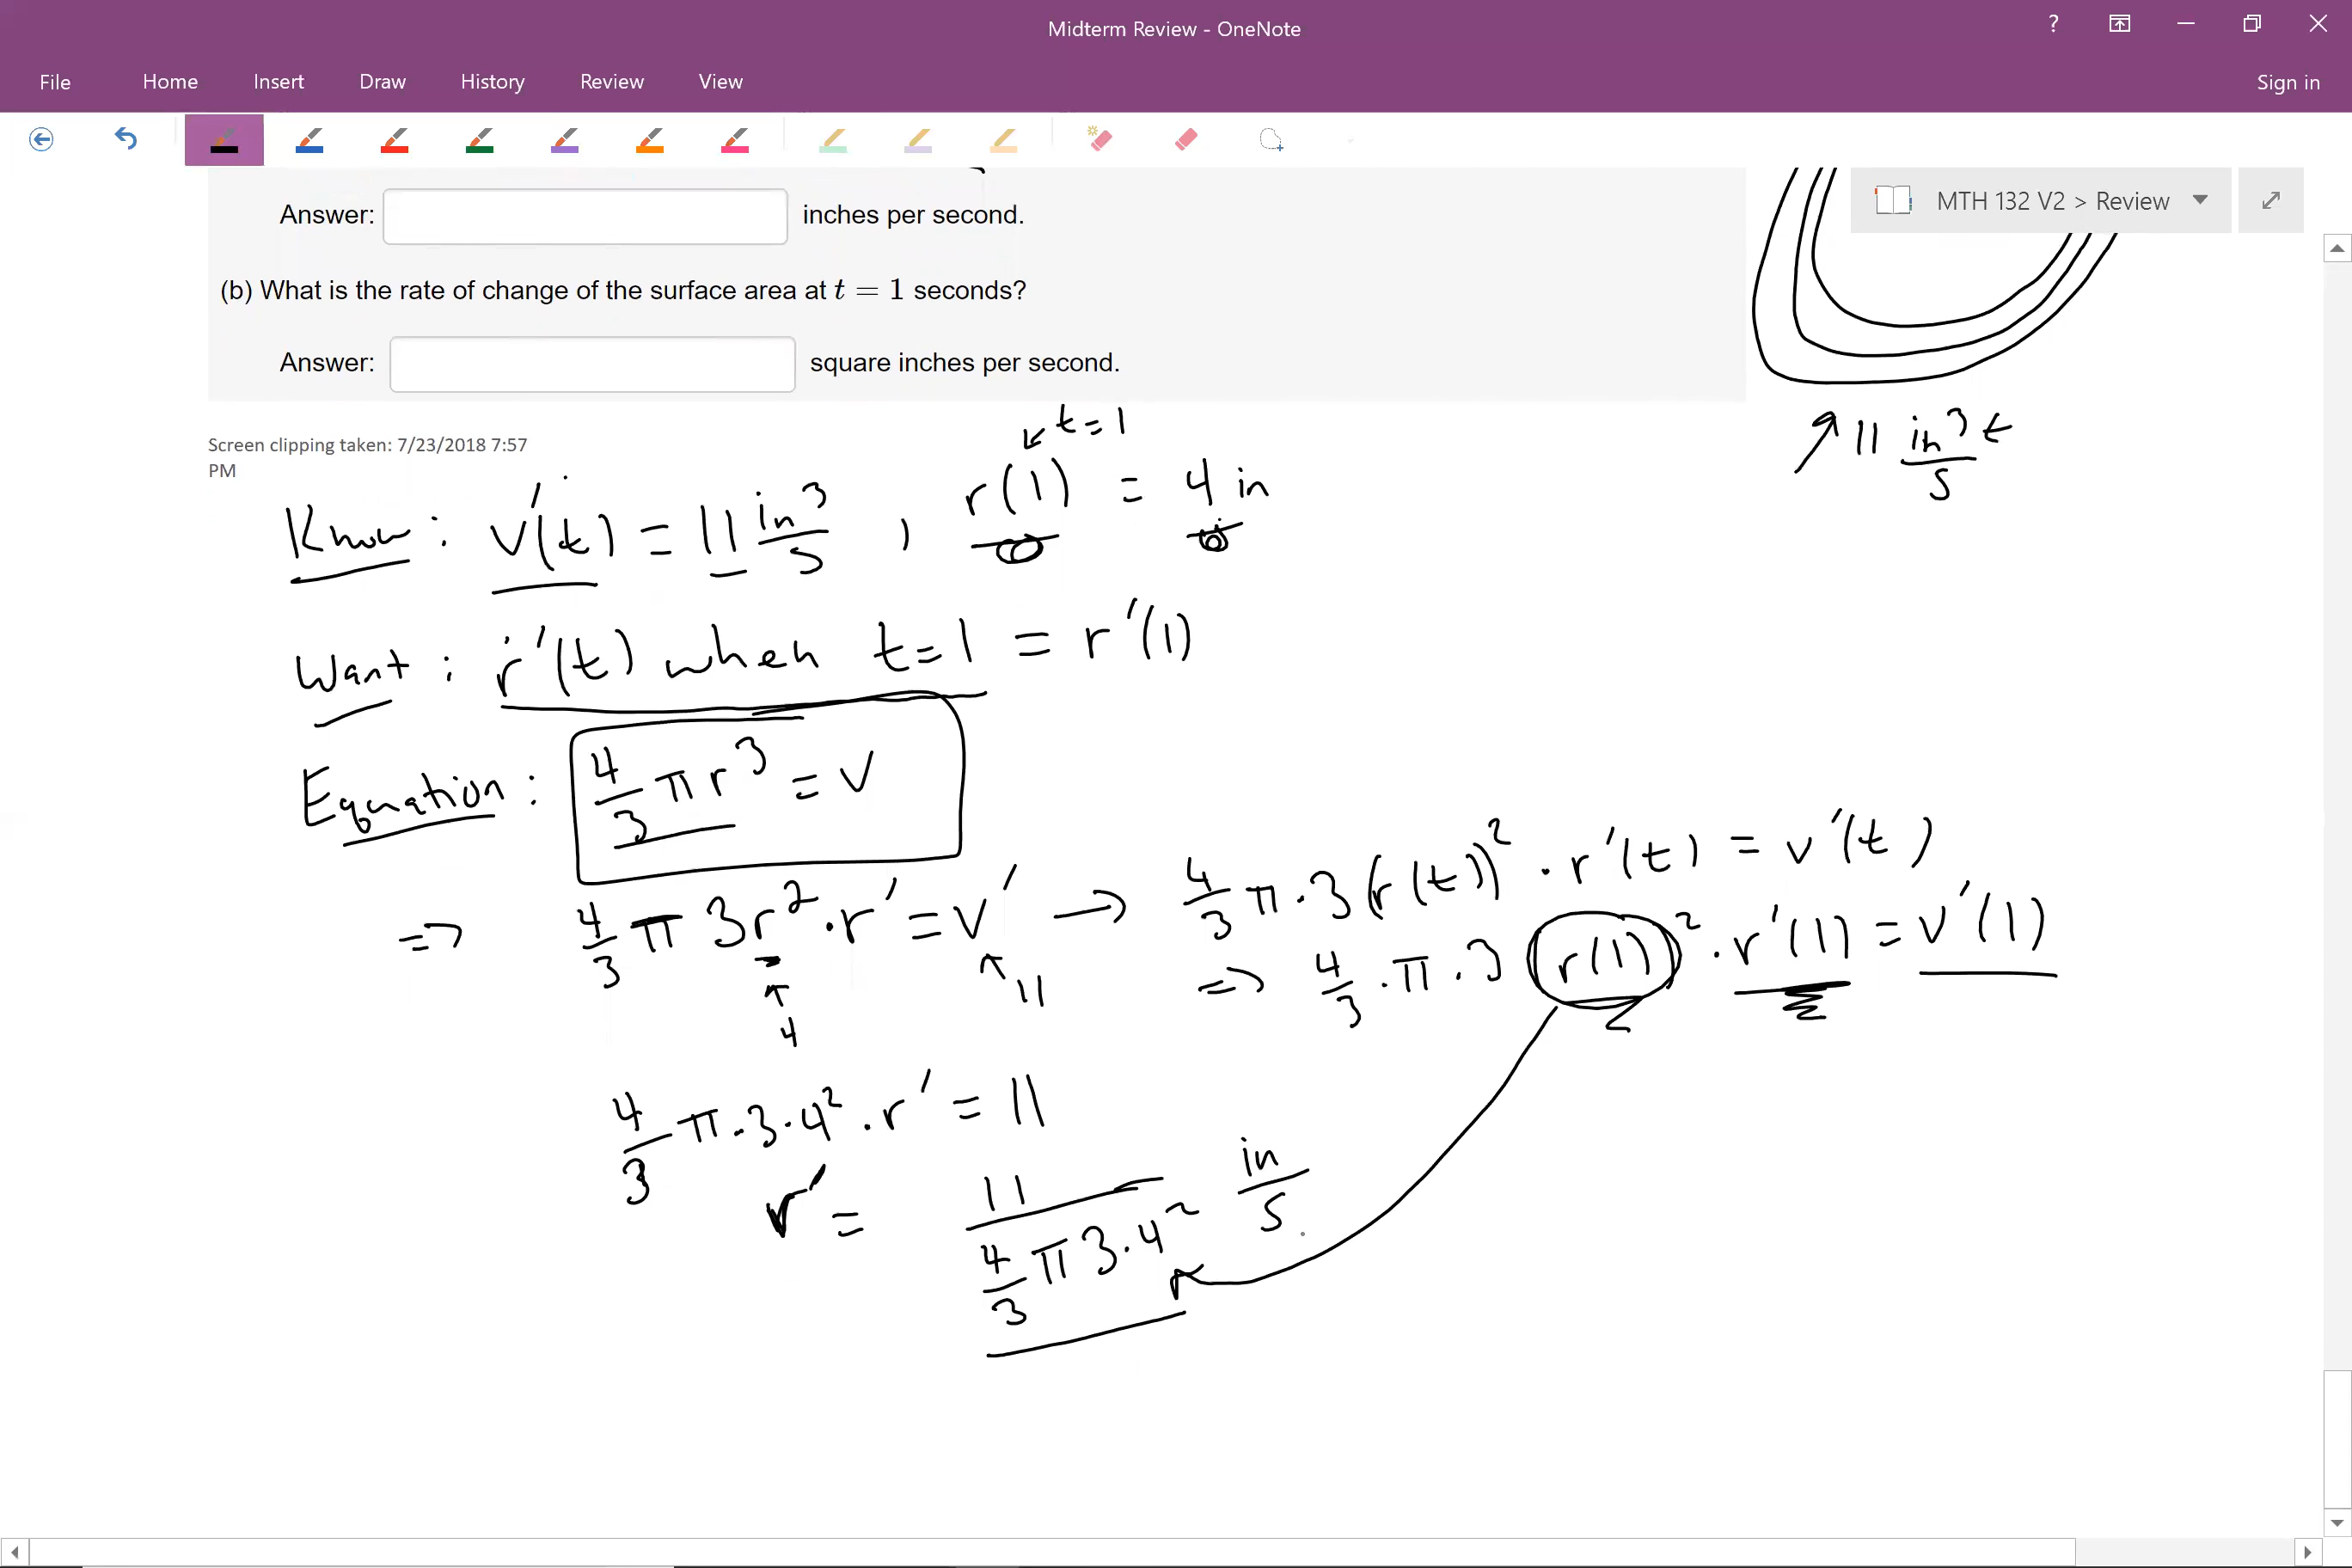 Midterm Review - OneNote
?
File Home Insert Draw History Review View Sign in
MTH 132 V2 > Review
Answer: inches per second.
(b) What is the rate of change of the surface area at t = 1 seconds?
Answer: square inches per second.
Screen clipping taken: 7/23/2018 7:57
PM
11 in³/s
t=1
Know: V'(t) = 11 in³/s , r(1) = 4 in
Want: r'(t) when t=1 = r'(1)
Equation: 4/3 π r³ = V
=> 4/3 π 3r² · r' = V' → 4/3 π · 3(r(t))² · r'(t) = V'(t)
4 11
=> 4/3 · π · 3 (r(1))² · r'(1) = V'(1)
4/3 π · 3 · 4² · r' = 11
r' = 11/(4/3 π 3 · 4²) in/s